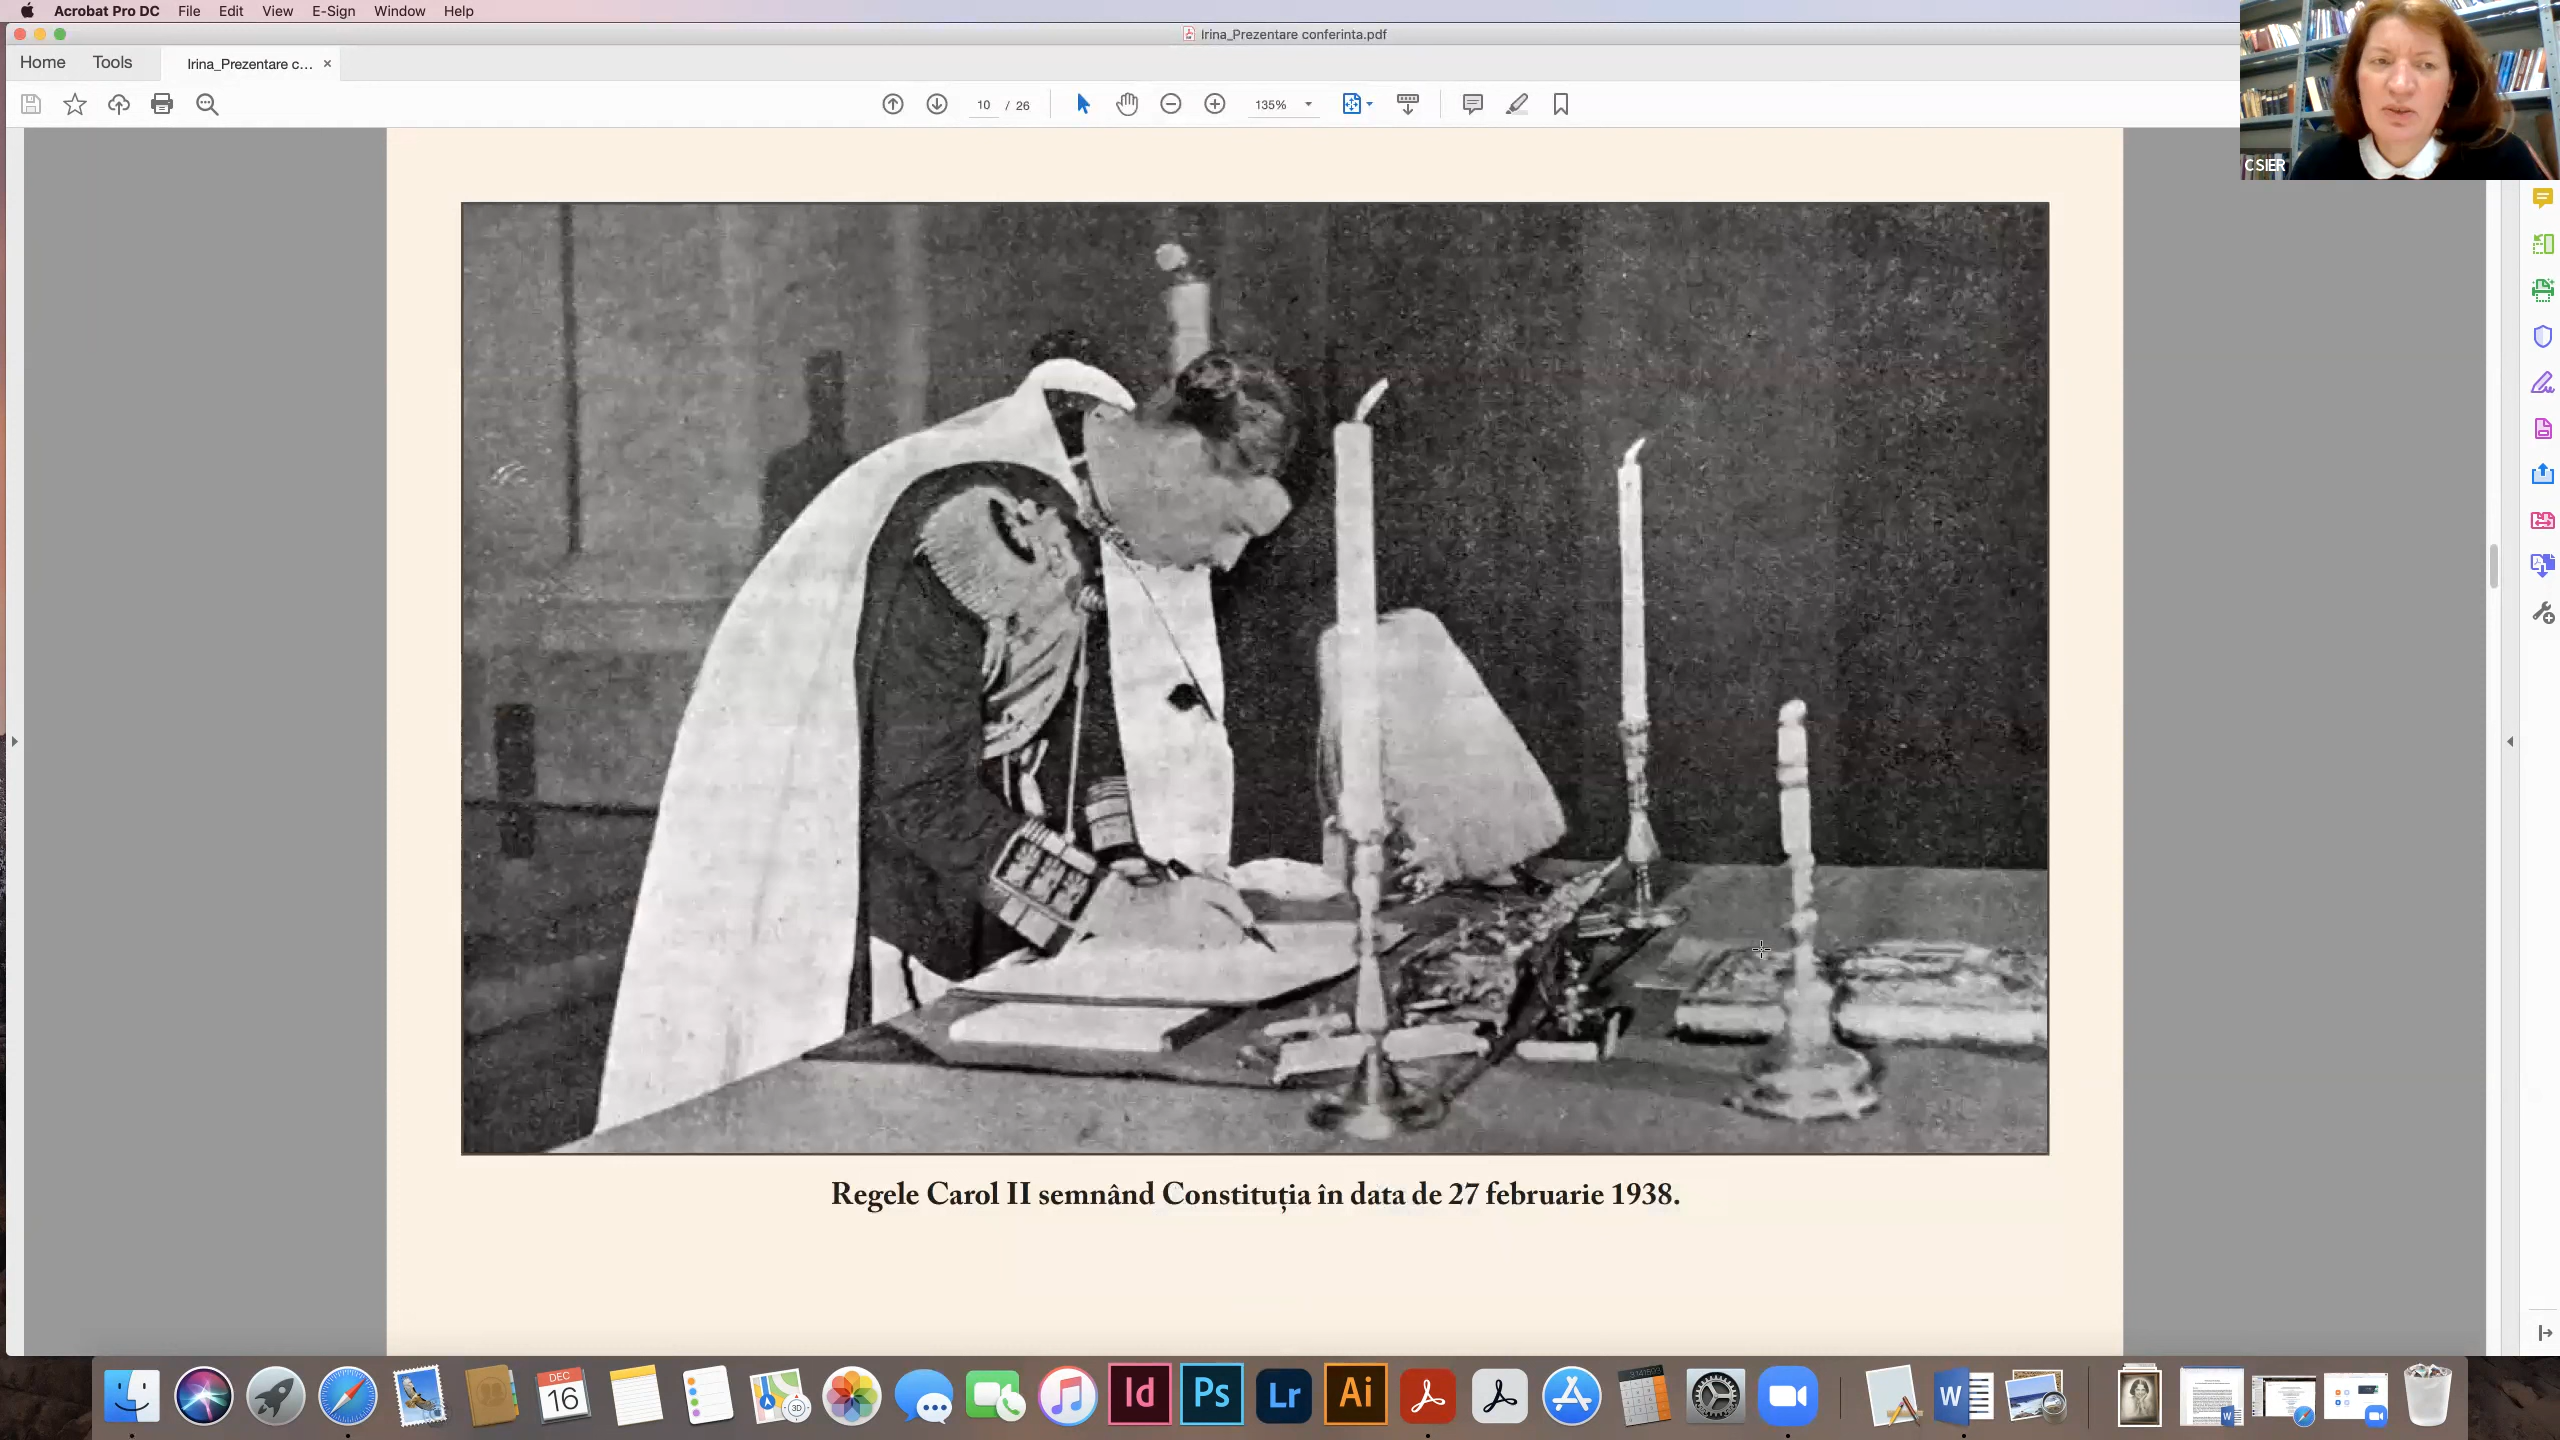 Acrobat Pro DC File Edit View E-Sign Window Help
Irina_Prezentare conferinta.pdf
Home Tools Irina_Prezentare c... ×
10 / 26 135%
CSIER
Regele Carol II semnând Constituția în data de 27 februarie 1938.
DEC
16
3D
Id Ps Lr Ai
W